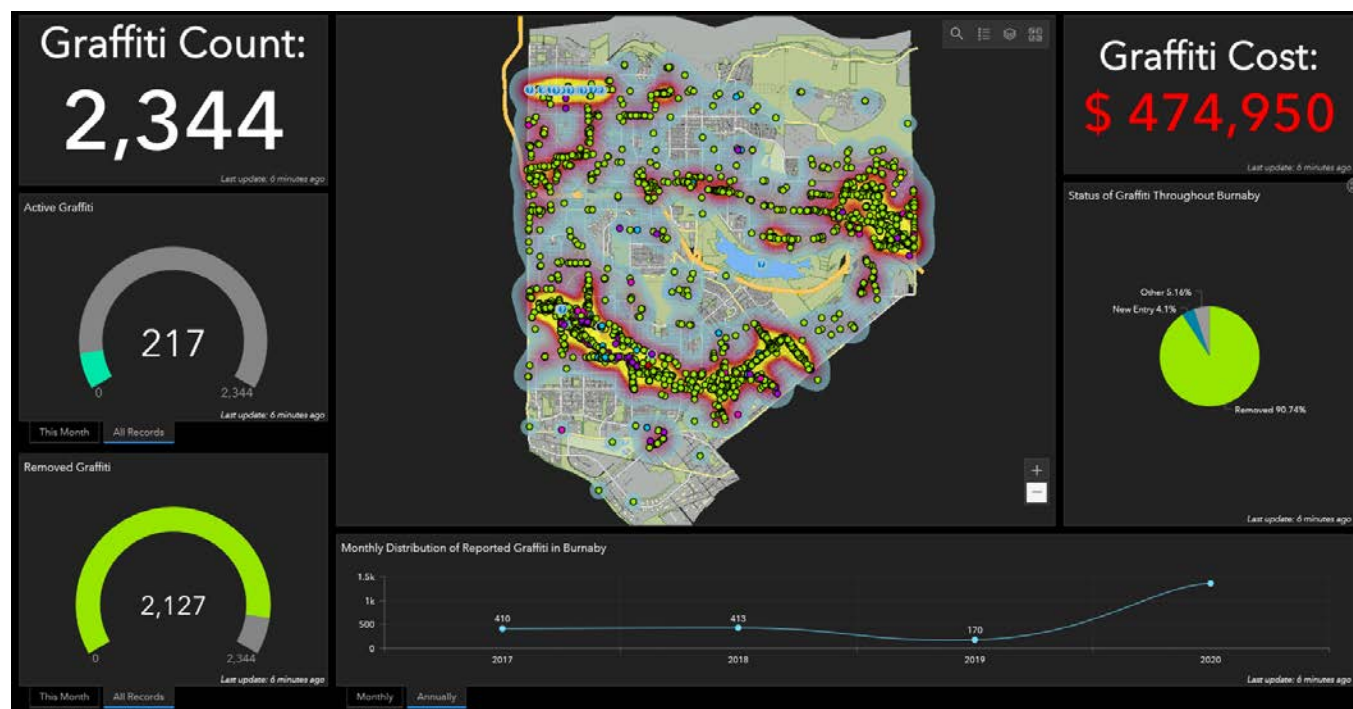 Graffiti Count:
2,344
Last update: 6 minutes ago
Active Graffiti
217
0
2,344
Last update: 6 minutes ago
This Month
All Records
Removed Graffiti
2,127
0
2,344
Last update: 6 minutes ago
This Month
All Records
Graffiti Cost:
$ 474,950
Last update: 6 minutes ago
Status of Graffiti Throughout Burnaby
Other 5.16%
New Entry 4.1%
Removed 90.74%
Last update: 6 minutes ago
Monthly Distribution of Reported Graffiti in Burnaby
1.5k
1k
500
0
410
413
170
2017
2018
2019
2020
Last update: 6 minutes ago
Monthly
Annually